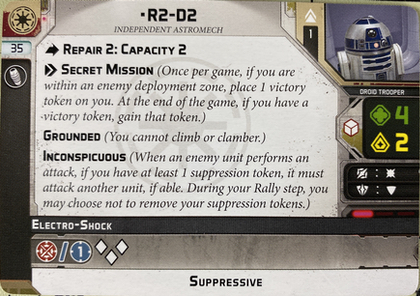 •R2-D2
INDEPENDENT ASTROMECH
1
35
Repair 2: Capacity 2
Secret Mission (Once per game, if you are
within an enemy deployment zone, place 1 victory
token on you. At the end of the game, if you have a
victory token, gain that token.)
Grounded (You cannot climb or clamber.)
Inconspicuous (When an enemy unit performs an
attack, if you have at least 1 suppression token, it must
attack another unit, if able. During your Rally step, you
may choose not to remove your suppression tokens.)
DROID TROOPER
4
2
Electro-Shock
/ 1
Suppressive